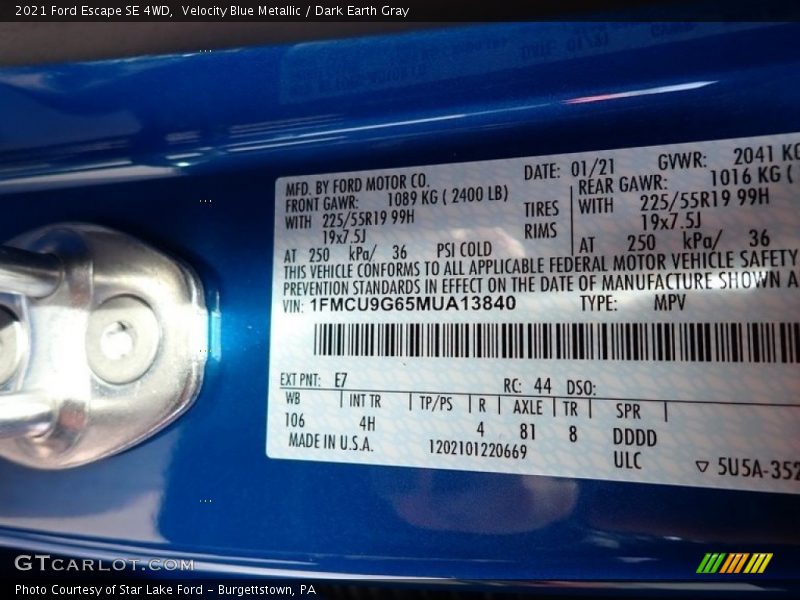 2021 Ford Escape SE 4WD, Velocity Blue Metallic / Dark Earth Gray
MFD. BY FORD MOTOR CO. DATE: 01/21 GVWR: 2041 KG
FRONT GAWR: 1089 KG ( 2400 LB) REAR GAWR: 1016 KG (
WITH 225/55R19 99H TIRES WITH 225/55R19 99H
19x7.5J RIMS 19x7.5J
AT 250 kPa/ 36 PSI COLD AT 250 kPa/ 36
THIS VEHICLE CONFORMS TO ALL APPLICABLE FEDERAL MOTOR VEHICLE SAFETY
PREVENTION STANDARDS IN EFFECT ON THE DATE OF MANUFACTURE SHOWN A
VIN: 1FMCU9G65MUA13840 TYPE: MPV
EXT PNT: E7 RC: 44 DSO:
WB INT TR TP/PS R AXLE TR SPR
106 4H 4 81 8 DDDD
MADE IN U.S.A. 1202101220669 ULC ▽ 5U5A-352
GTCARLOT.COM
Photo Courtesy of Star Lake Ford - Burgettstown, PA